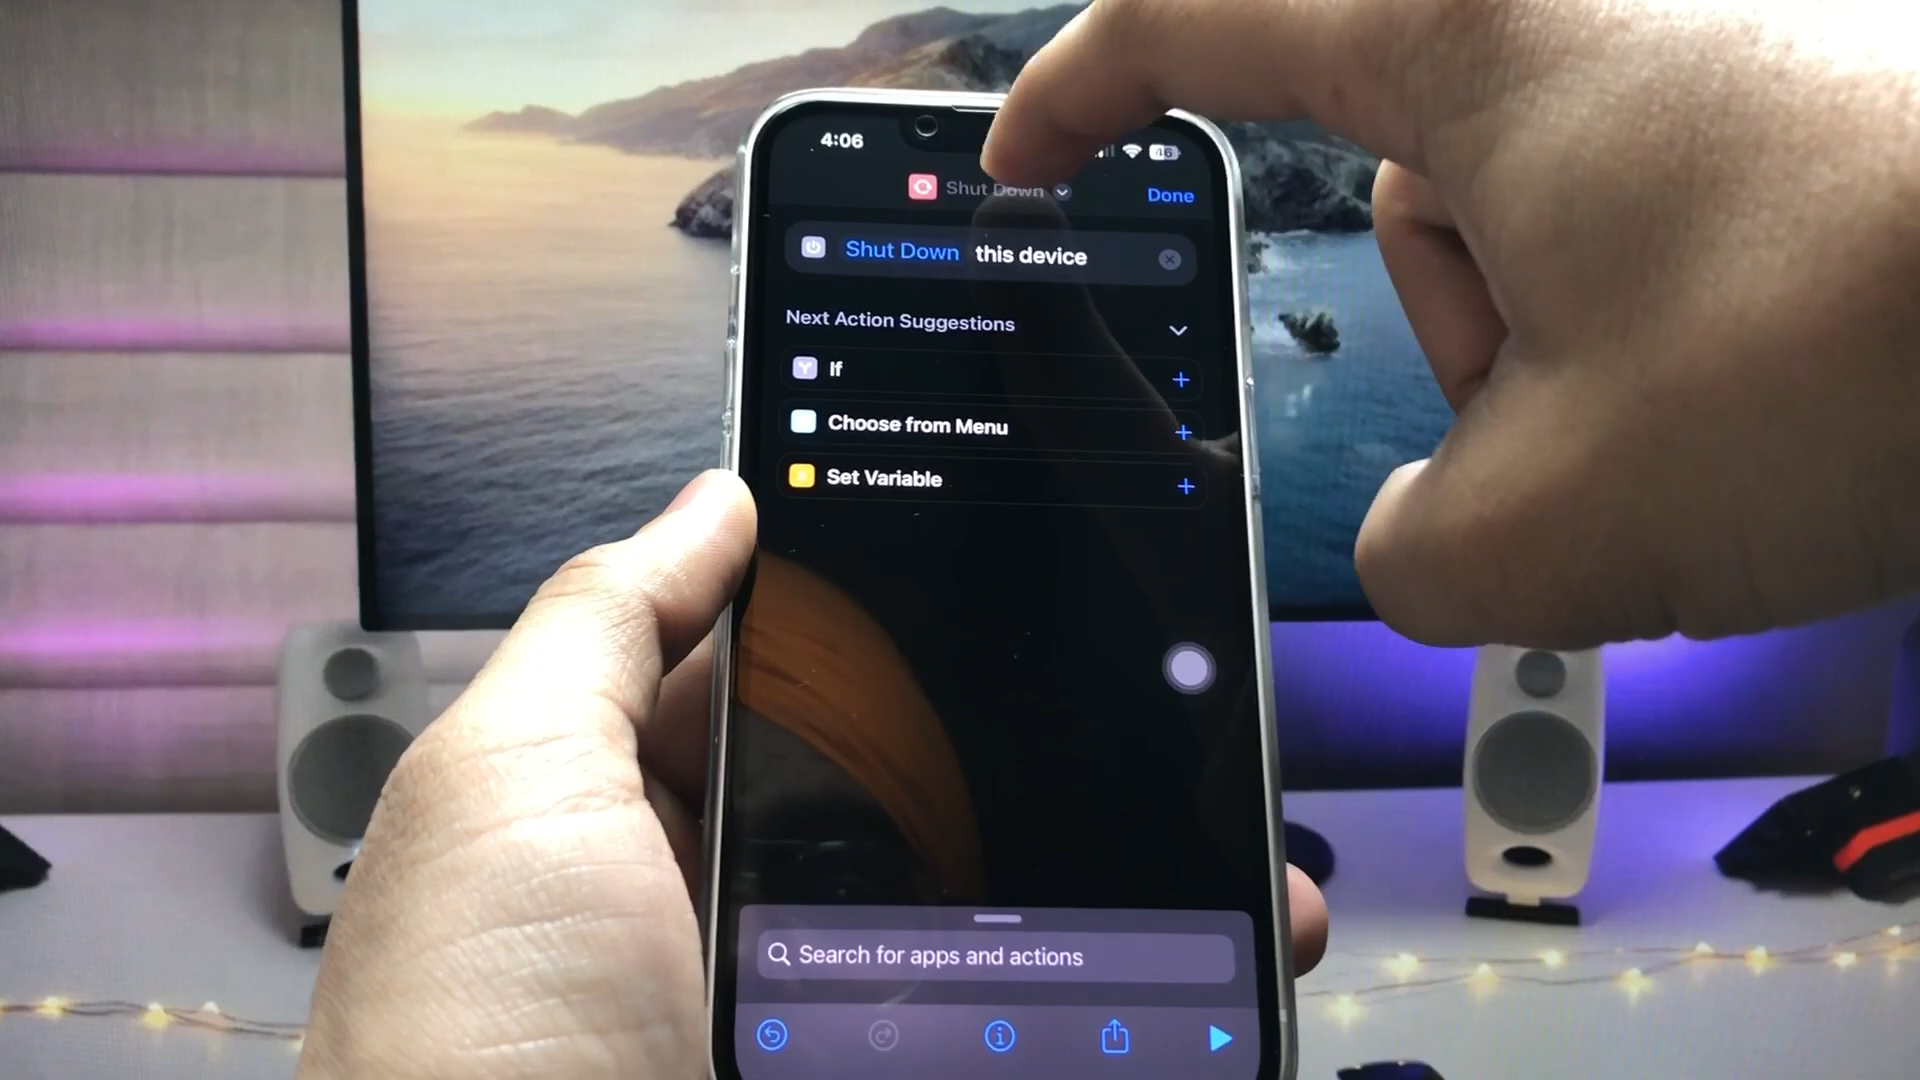 4:06
46
Shut Down
Done
Shut Down this device
Next Action Suggestions
If
Choose from Menu
Set Variable
Search for apps and actions